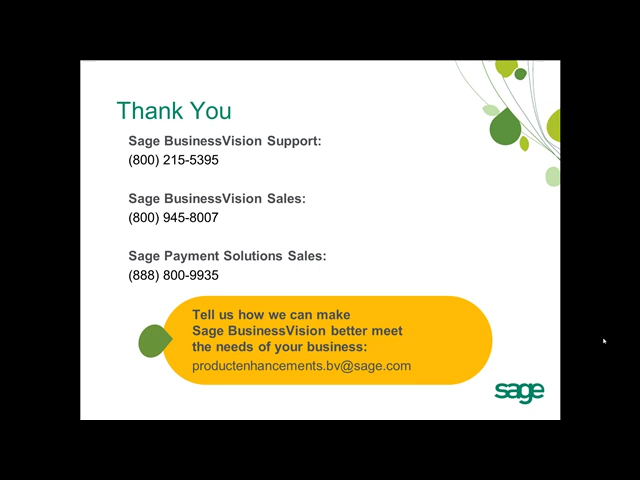 Thank You
Sage BusinessVision Support:
(800) 215-5395
Sage BusinessVision Sales:
(800) 945-8007
Sage Payment Solutions Sales:
(888) 800-9935
Tell us how we can make
Sage BusinessVision better meet
the needs of your business:
productenhancements.bv@sage.com
sage